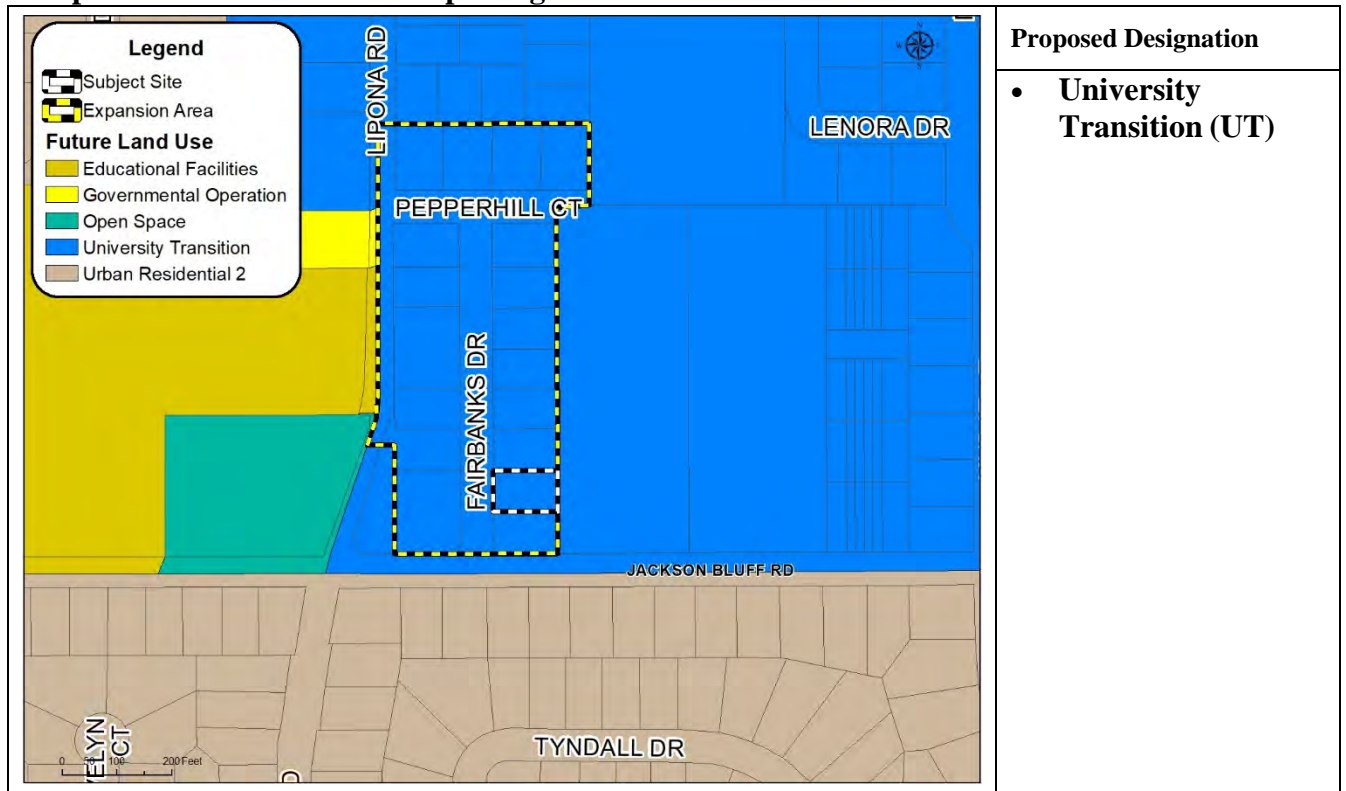 Legend
Subject Site
Expansion Area
Future Land Use
Educational Facilities
Governmental Operation
Open Space
University Transition
Urban Residential 2
LIPONA RD
LENORA DR
PEPPERHILL CT
FAIRBANKS DR
JACKSON BLUFF RD
TYNDALL DR
CT
0 50 100 200 Feet
N
Proposed Designation
• University
Transition (UT)